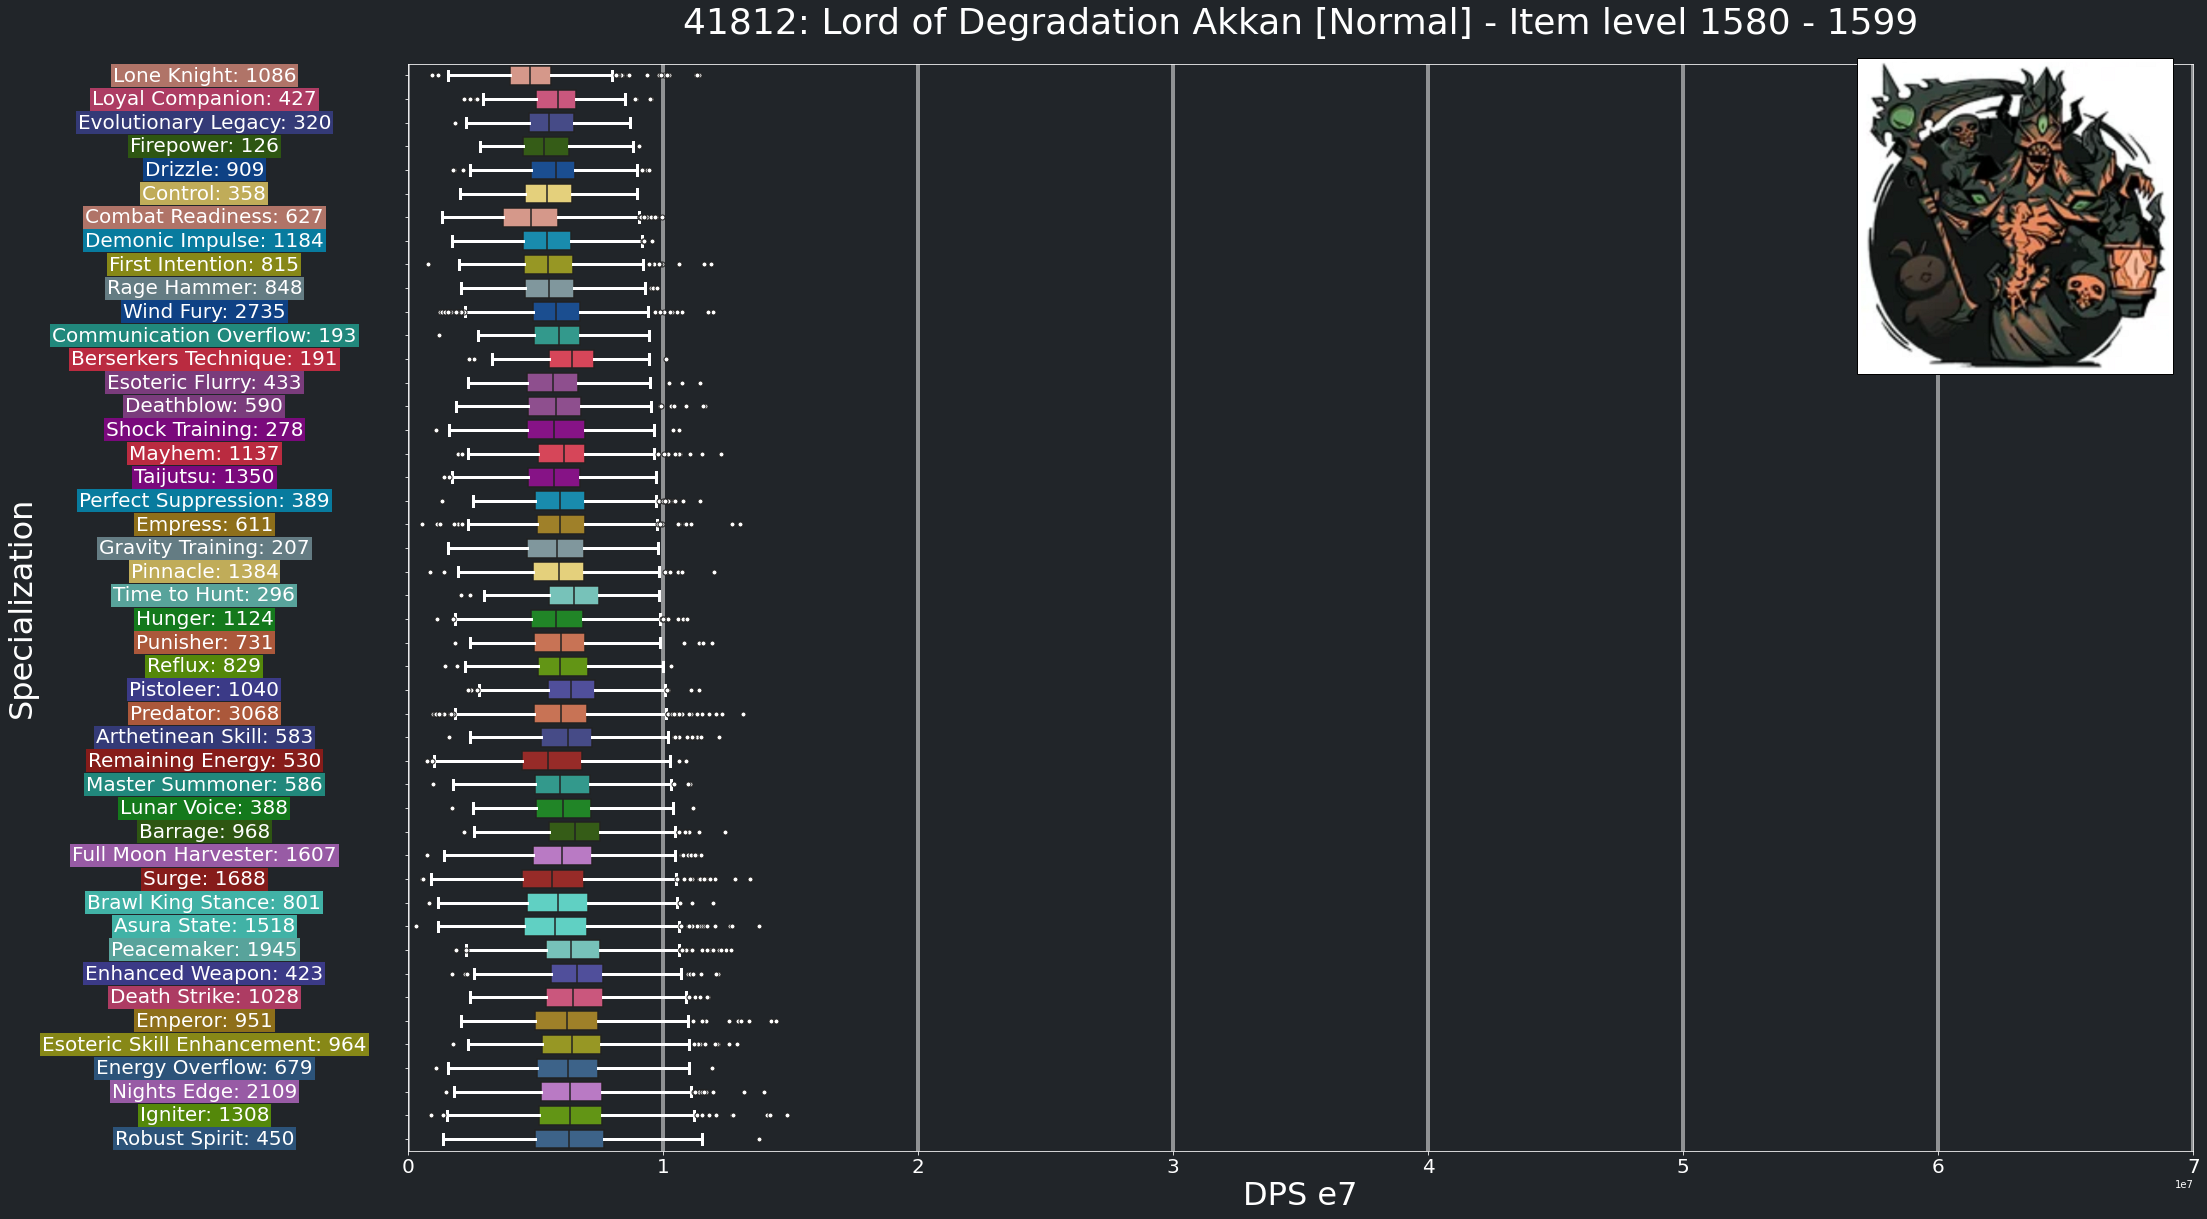 41812: Lord of Degradation Akkan [Normal] - Item level 1580 - 1599
Specialization
Lone Knight: 1086
Loyal Companion: 427
Evolutionary Legacy: 320
Firepower: 126
Drizzle: 909
Control: 358
Combat Readiness: 627
Demonic Impulse: 1184
First Intention: 815
Rage Hammer: 848
Wind Fury: 2735
Communication Overflow: 193
Berserkers Technique: 191
Esoteric Flurry: 433
Deathblow: 590
Shock Training: 278
Mayhem: 1137
Taijutsu: 1350
Perfect Suppression: 389
Empress: 611
Gravity Training: 207
Pinnacle: 1384
Time to Hunt: 296
Hunger: 1124
Punisher: 731
Reflux: 829
Pistoleer: 1040
Predator: 3068
Arthetinean Skill: 583
Remaining Energy: 530
Master Summoner: 586
Lunar Voice: 388
Barrage: 968
Full Moon Harvester: 1607
Surge: 1688
Brawl King Stance: 801
Asura State: 1518
Peacemaker: 1945
Enhanced Weapon: 423
Death Strike: 1028
Emperor: 951
Esoteric Skill Enhancement: 964
Energy Overflow: 679
Nights Edge: 2109
Igniter: 1308
Robust Spirit: 450
0 1 2 3 4 5 6 7
1e7
DPS e7